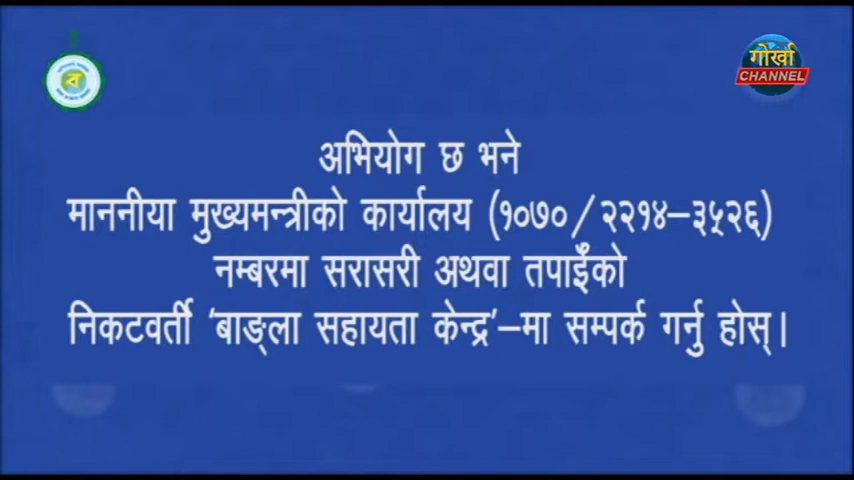 गोर्खा
CHANNEL
ব
अभियोग छ भने
माननीया मुख्यमन्त्रीको कार्यालय (१०७०/२२१४–३५२६)
नम्बरमा सरासरी अथवा तपाइँको
निकटवर्ती ‘बाङ्ला सहायता केन्द्र’–मा सम्पर्क गर्नु होस्।